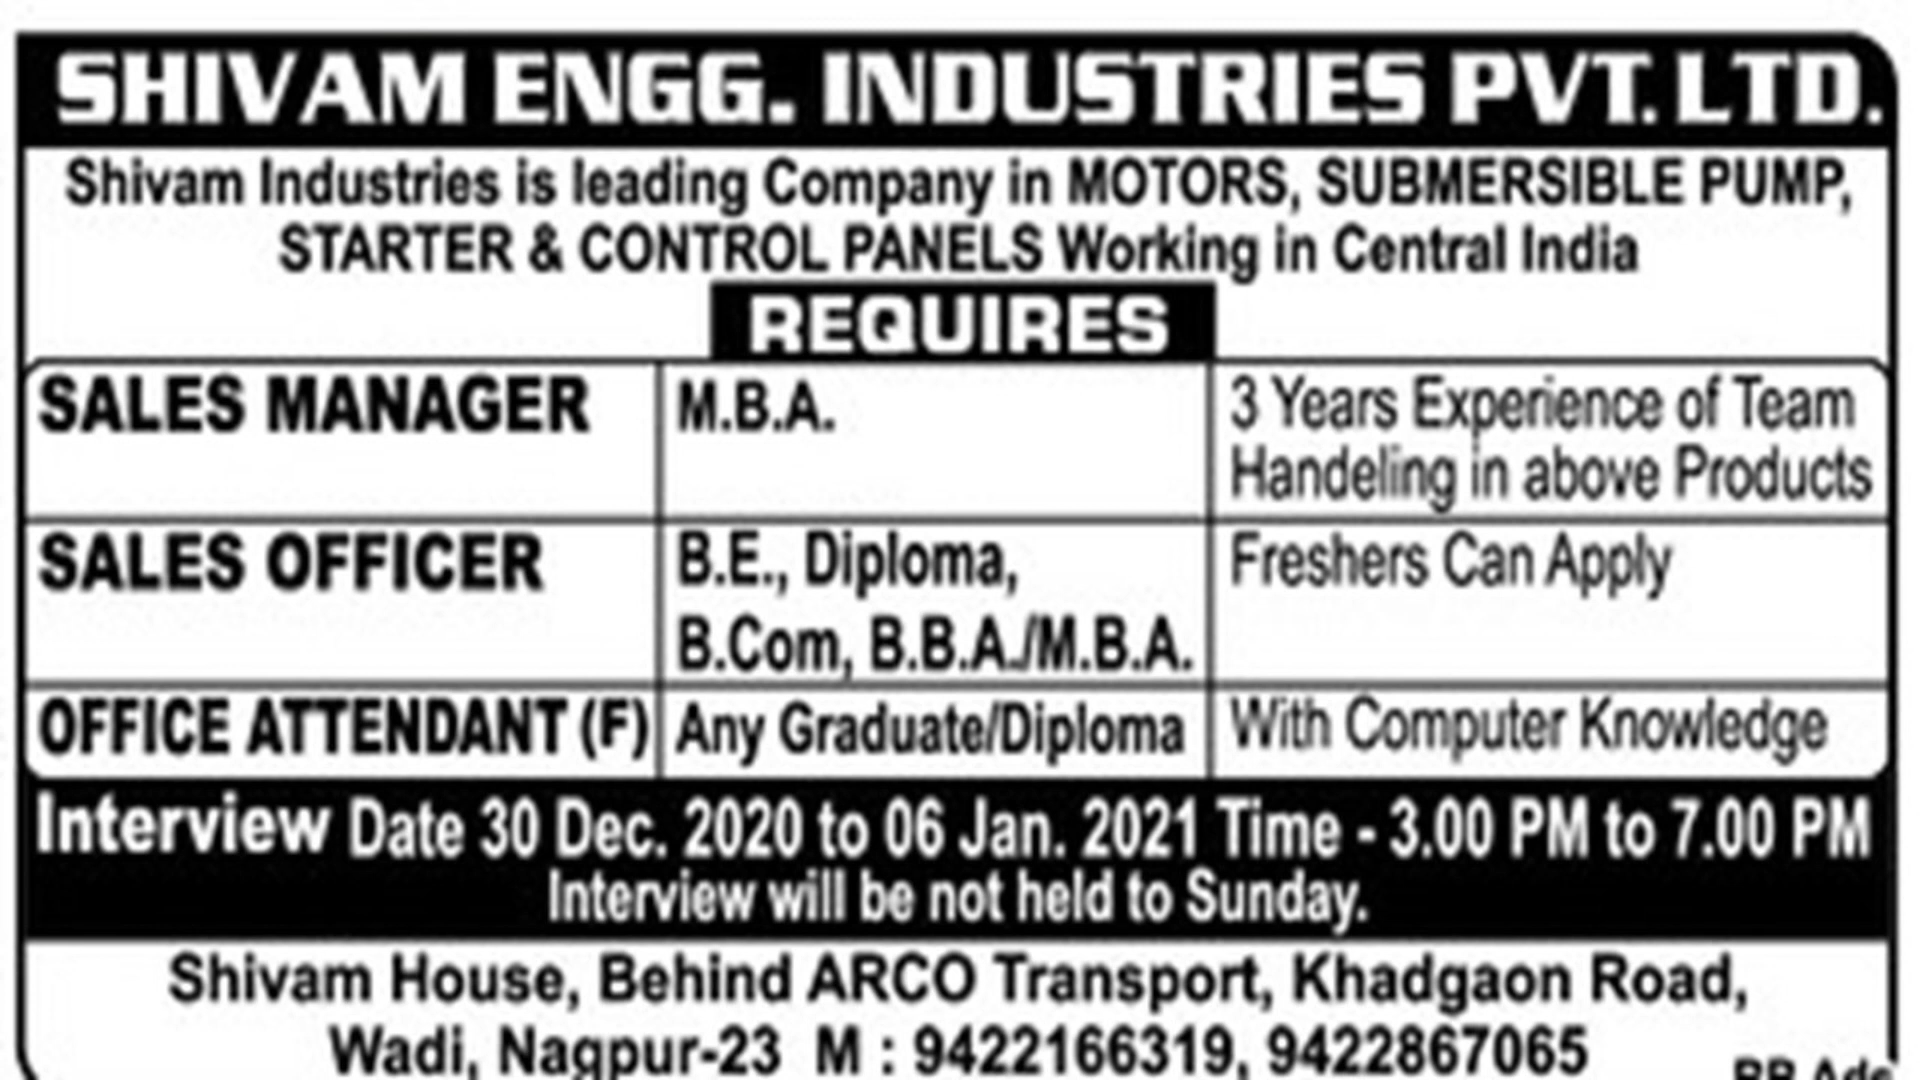 SHIVAM ENGG. INDUSTRIES PVT. LTD.
Shivam Industries is leading Company in MOTORS, SUBMERSIBLE PUMP,
STARTER & CONTROL PANELS Working in Central India
REQUIRES
SALES MANAGER M.B.A. 3 Years Experience of Team
Handeling in above Products
SALES OFFICER B.E., Diploma, Freshers Can Apply
B.Com, B.B.A./M.B.A.
OFFICE ATTENDANT (F) Any Graduate/Diploma With Computer Knowledge
Interview Date 30 Dec. 2020 to 06 Jan. 2021 Time - 3.00 PM to 7.00 PM
Interview will be not held to Sunday.
Shivam House, Behind ARCO Transport, Khadgaon Road,
Wadi, Nagpur-23 M : 9422166319, 9422867065